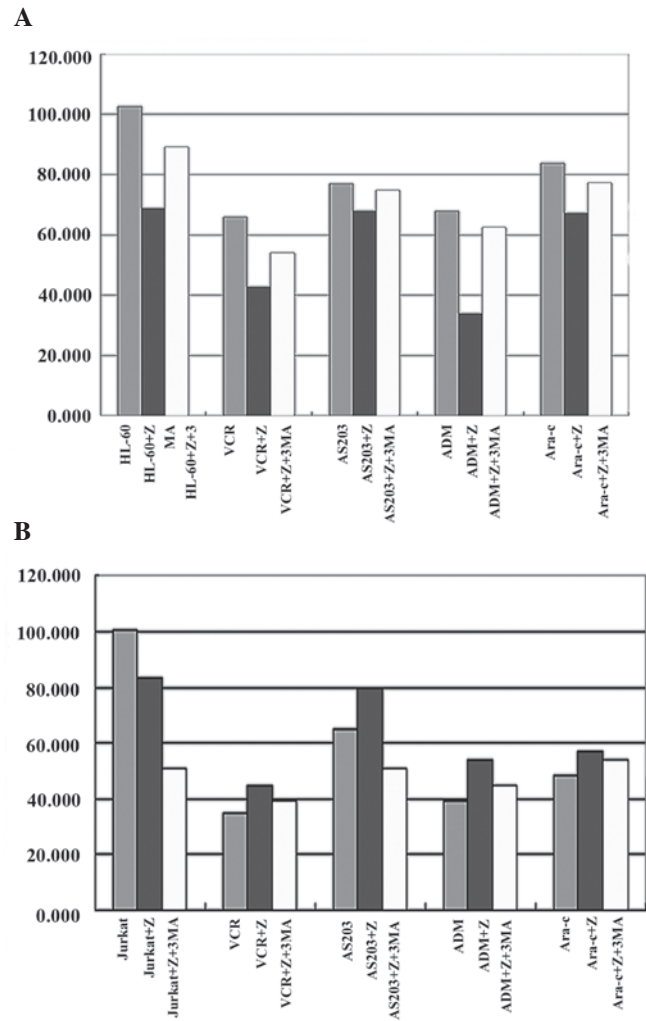 A
120.000
100.000
80.000
60.000
40.000
20.000
0.000
HL-60
HL-60+Z
MA
HL-60+Z+3
VCR
VCR+Z
VCR+Z+3MA
AS203
AS203+Z
AS203+Z+3MA
ADM
ADM+Z
ADM+Z+3MA
Ara-c
Ara-c+Z
Ara-c+Z+3MA
B
120.000
100.000
80.000
60.000
40.000
20.000
0.000
Jurkat
Jurkat+Z
Jurkat+Z+3MA
VCR
VCR+Z
VCR+Z+3MA
AS203
AS203+Z
AS203+Z+3MA
ADM
ADM+Z
ADM+Z+3MA
Ara-c
Ara-c+Z
Ara-c+Z+3MA